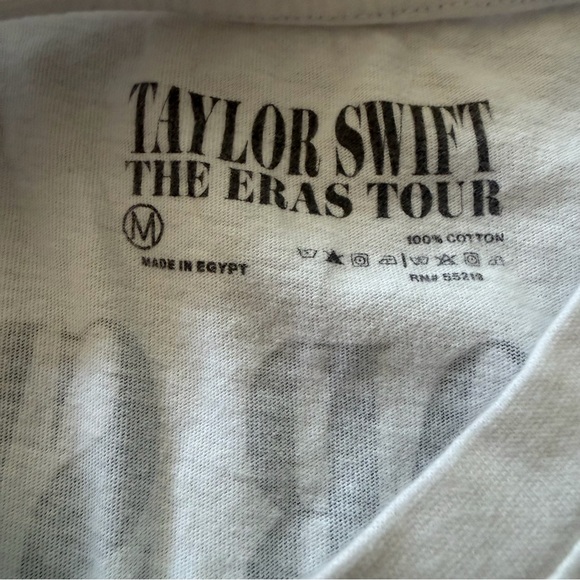 TAYLOR SWIFT
THE ERAS TOUR
M
100% COTTON
MADE IN EGYPT
RN# 55219